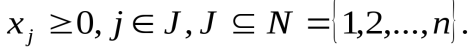 x_j ≥0, j∈J, J ⊆ N ={1,2,...,n}.